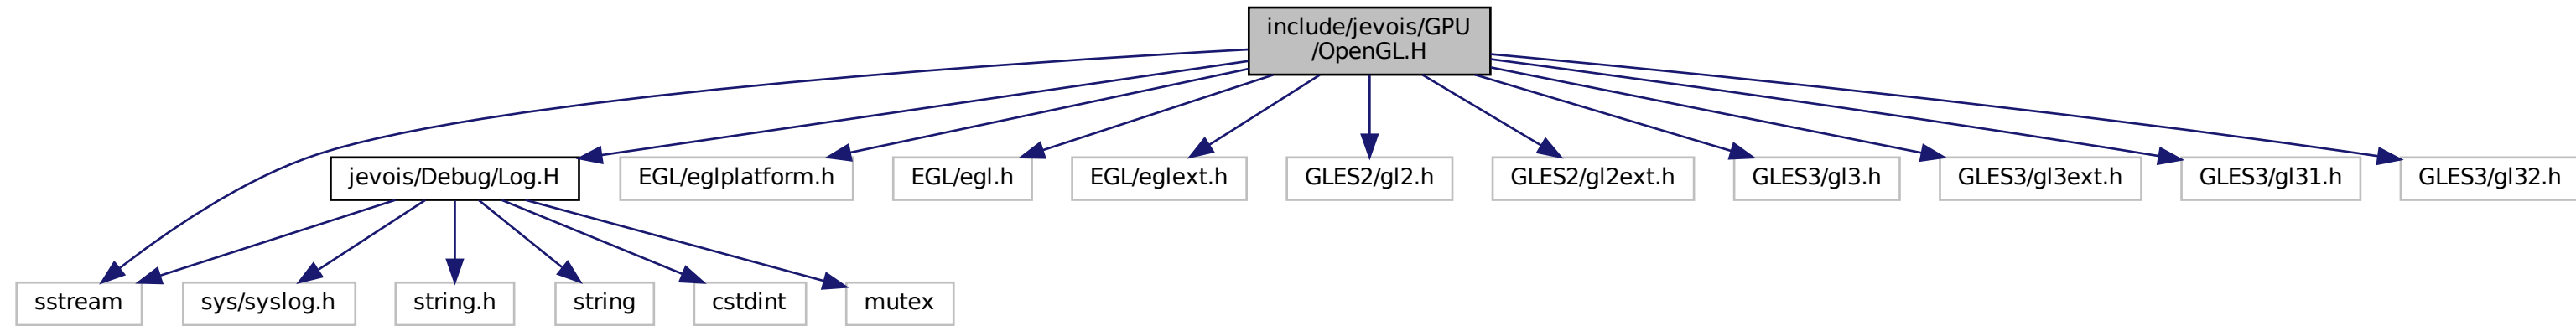 include/jevois/GPU
/OpenGL.H
jevois/Debug/Log.H
EGL/eglplatform.h
EGL/egl.h
EGL/eglext.h
GLES2/gl2.h
GLES2/gl2ext.h
GLES3/gl3.h
GLES3/gl3ext.h
GLES3/gl31.h
GLES3/gl32.h
sstream
sys/syslog.h
string.h
string
cstdint
mutex